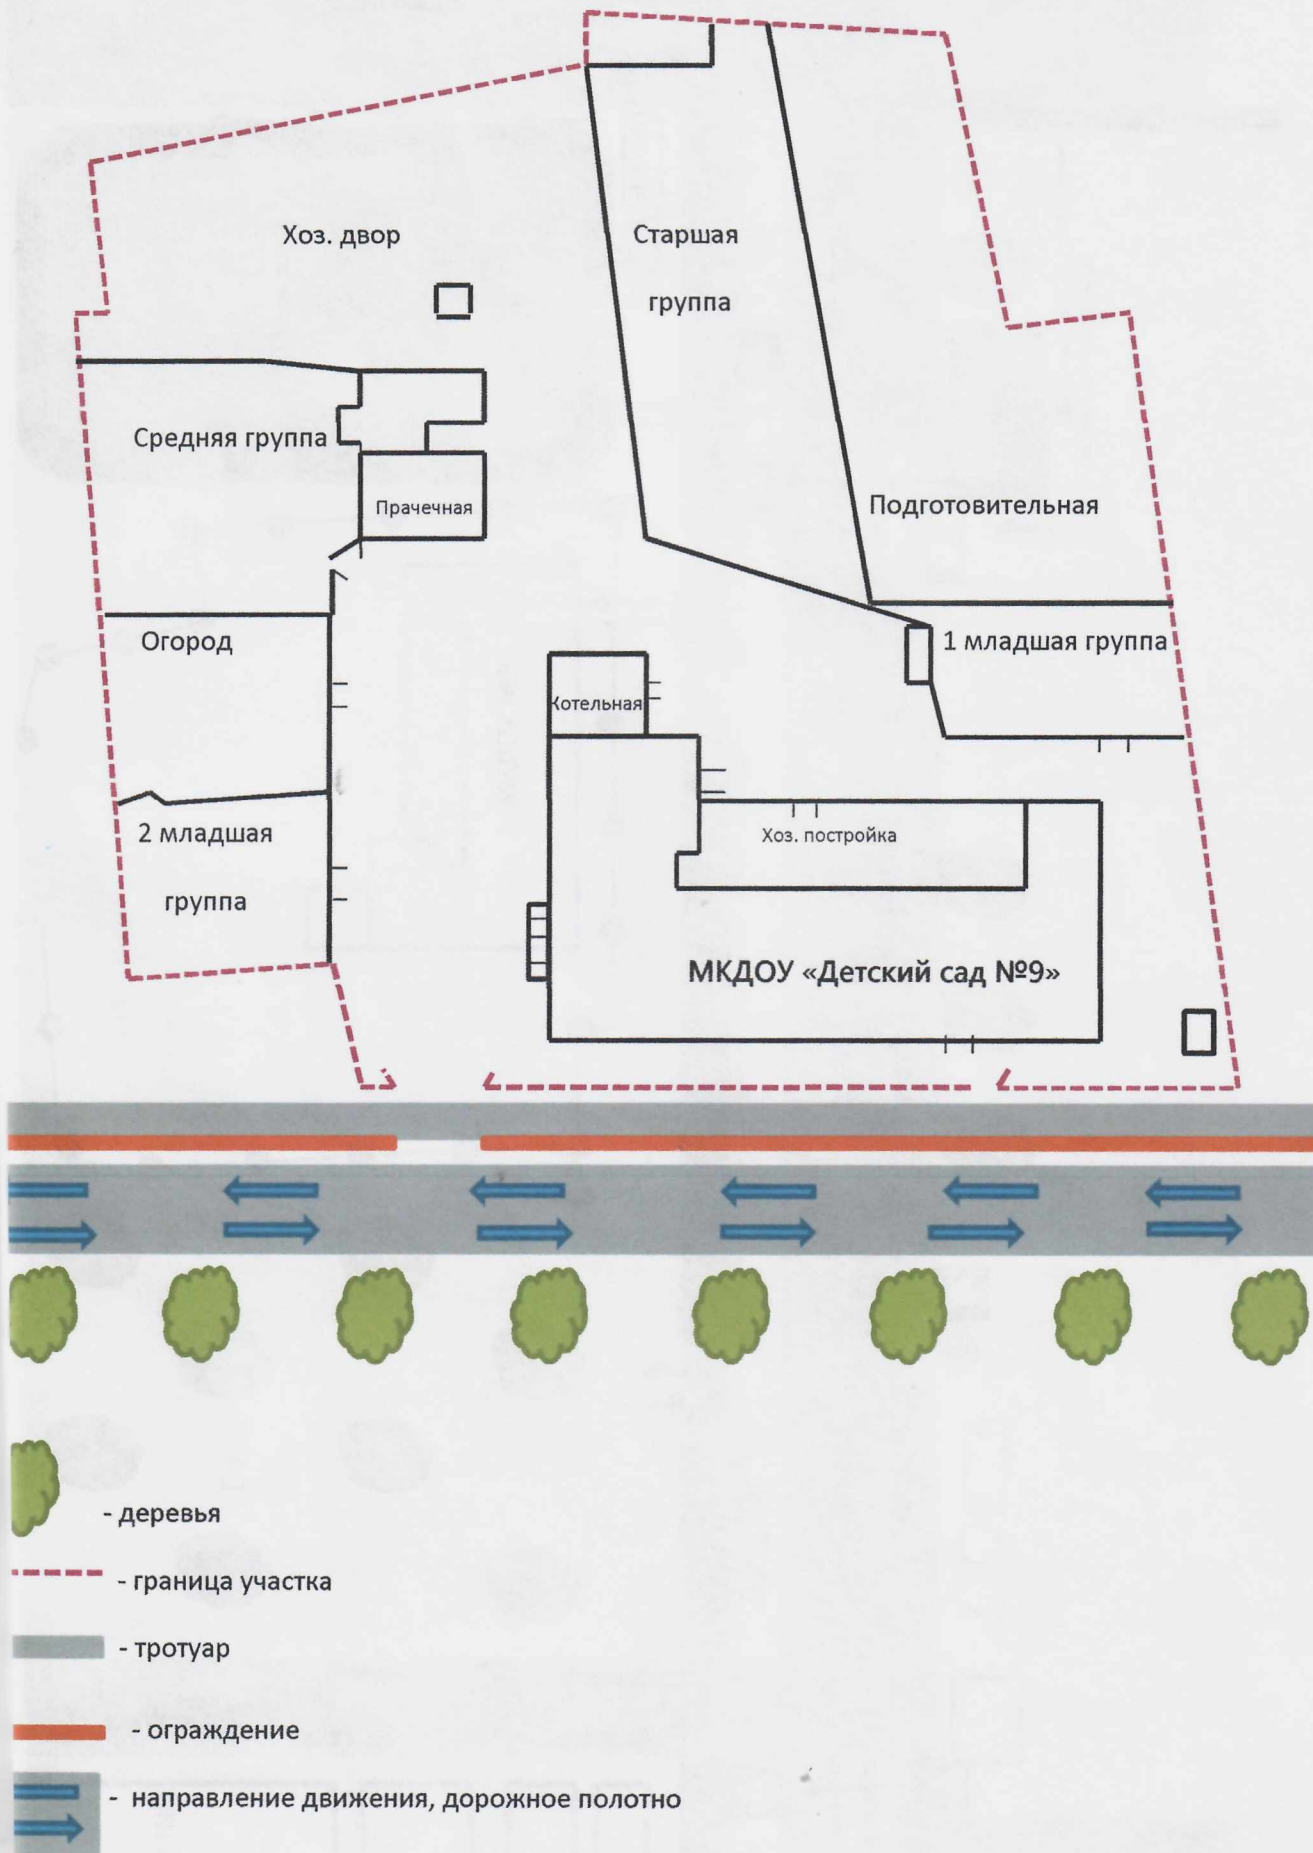 Хоз. двор
Старшая
группа
Средняя группа
Прачечная
Подготовительная
Огород
1 младшая группа
Котельная
2 младшая
группа
Хоз. постройка
МКДОУ «Детский сад №9»
- деревья
- граница участка
- тротуар
- ограждение
- направление движения, дорожное полотно